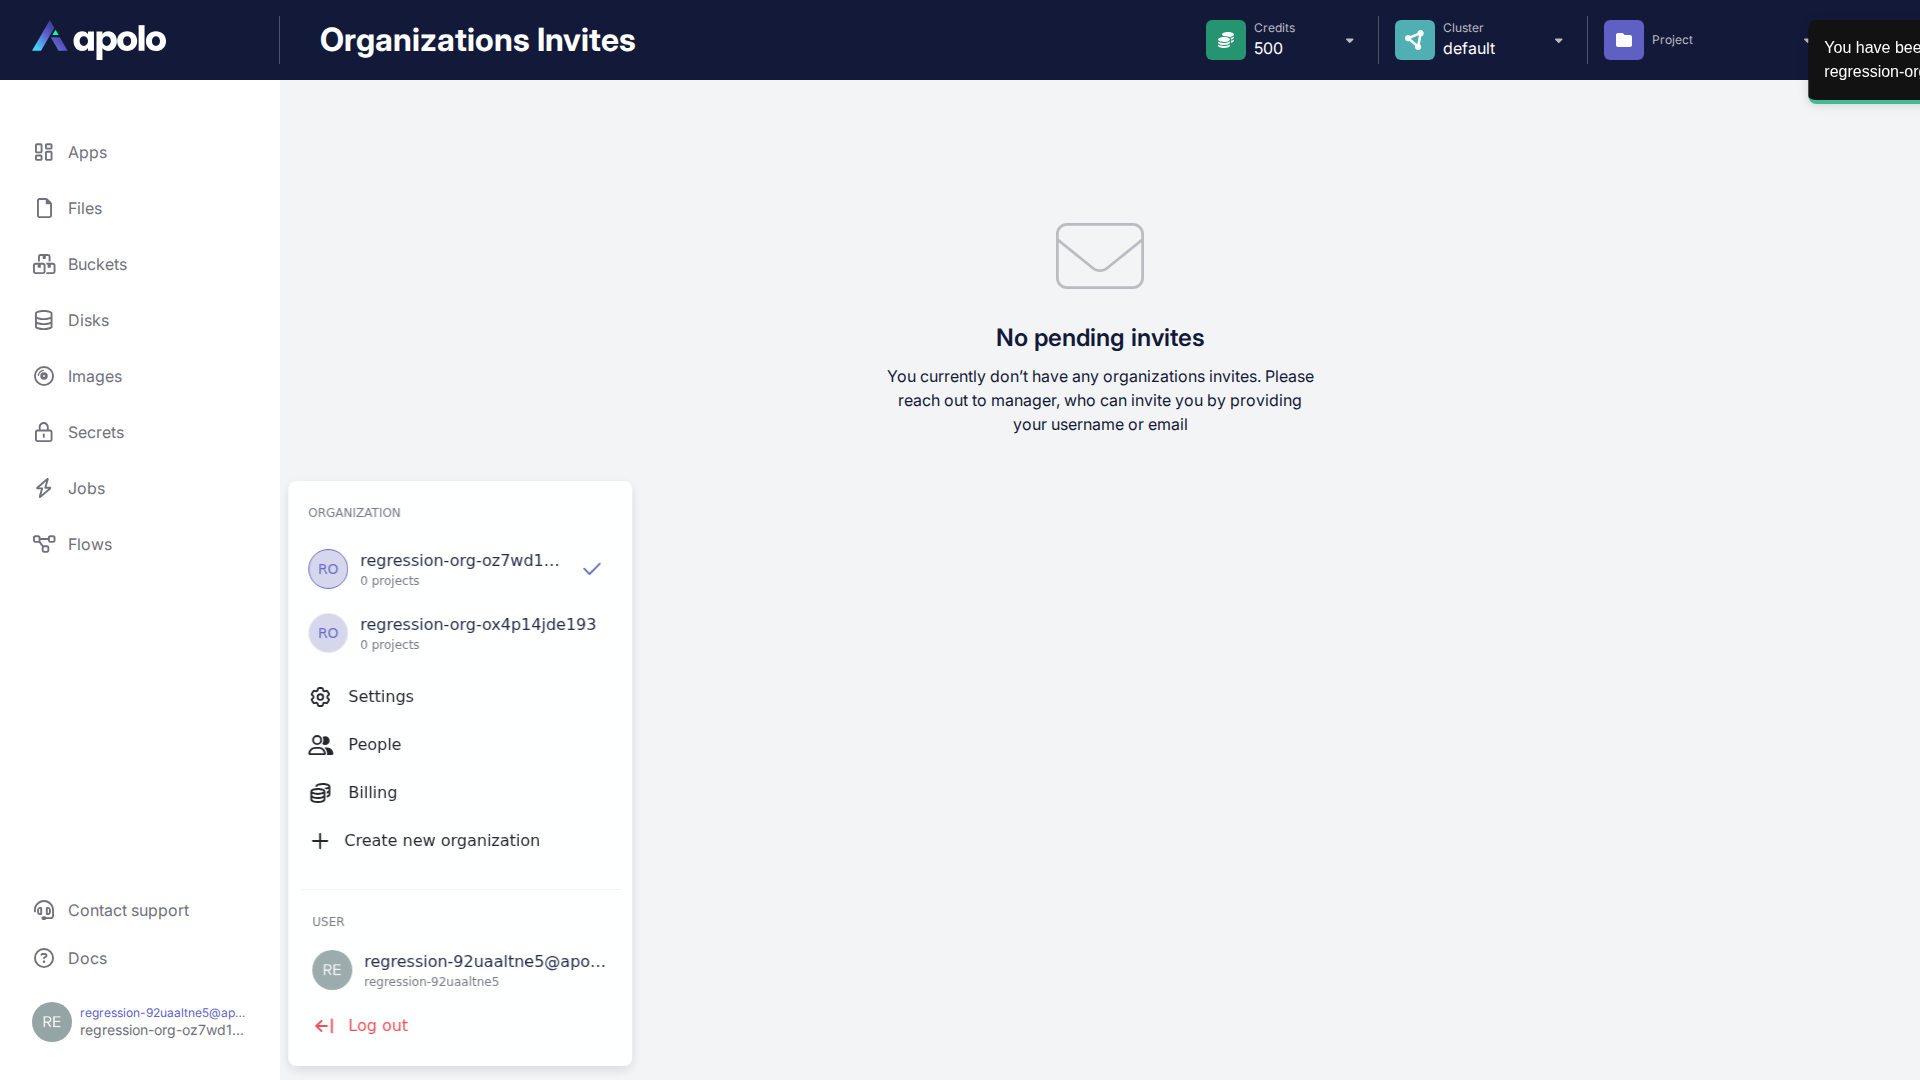 apolo
Organizations Invites
Credits
500
Cluster
default
Project
You have bee
regression-or
Apps
Files
Buckets
Disks
Images
Secrets
Jobs
Flows
No pending invites
You currently don’t have any organizations invites. Please
reach out to manager, who can invite you by providing
your username or email
ORGANIZATION
RO
regression-org-oz7wd1...
0 projects
RO
regression-org-ox4p14jde193
0 projects
Settings
People
Billing
Create new organization
USER
RE
regression-92uaaltne5@apo...
regression-92uaaltne5
Log out
Contact support
Docs
RE
regression-92uaaltne5@ap...
regression-org-oz7wd1...